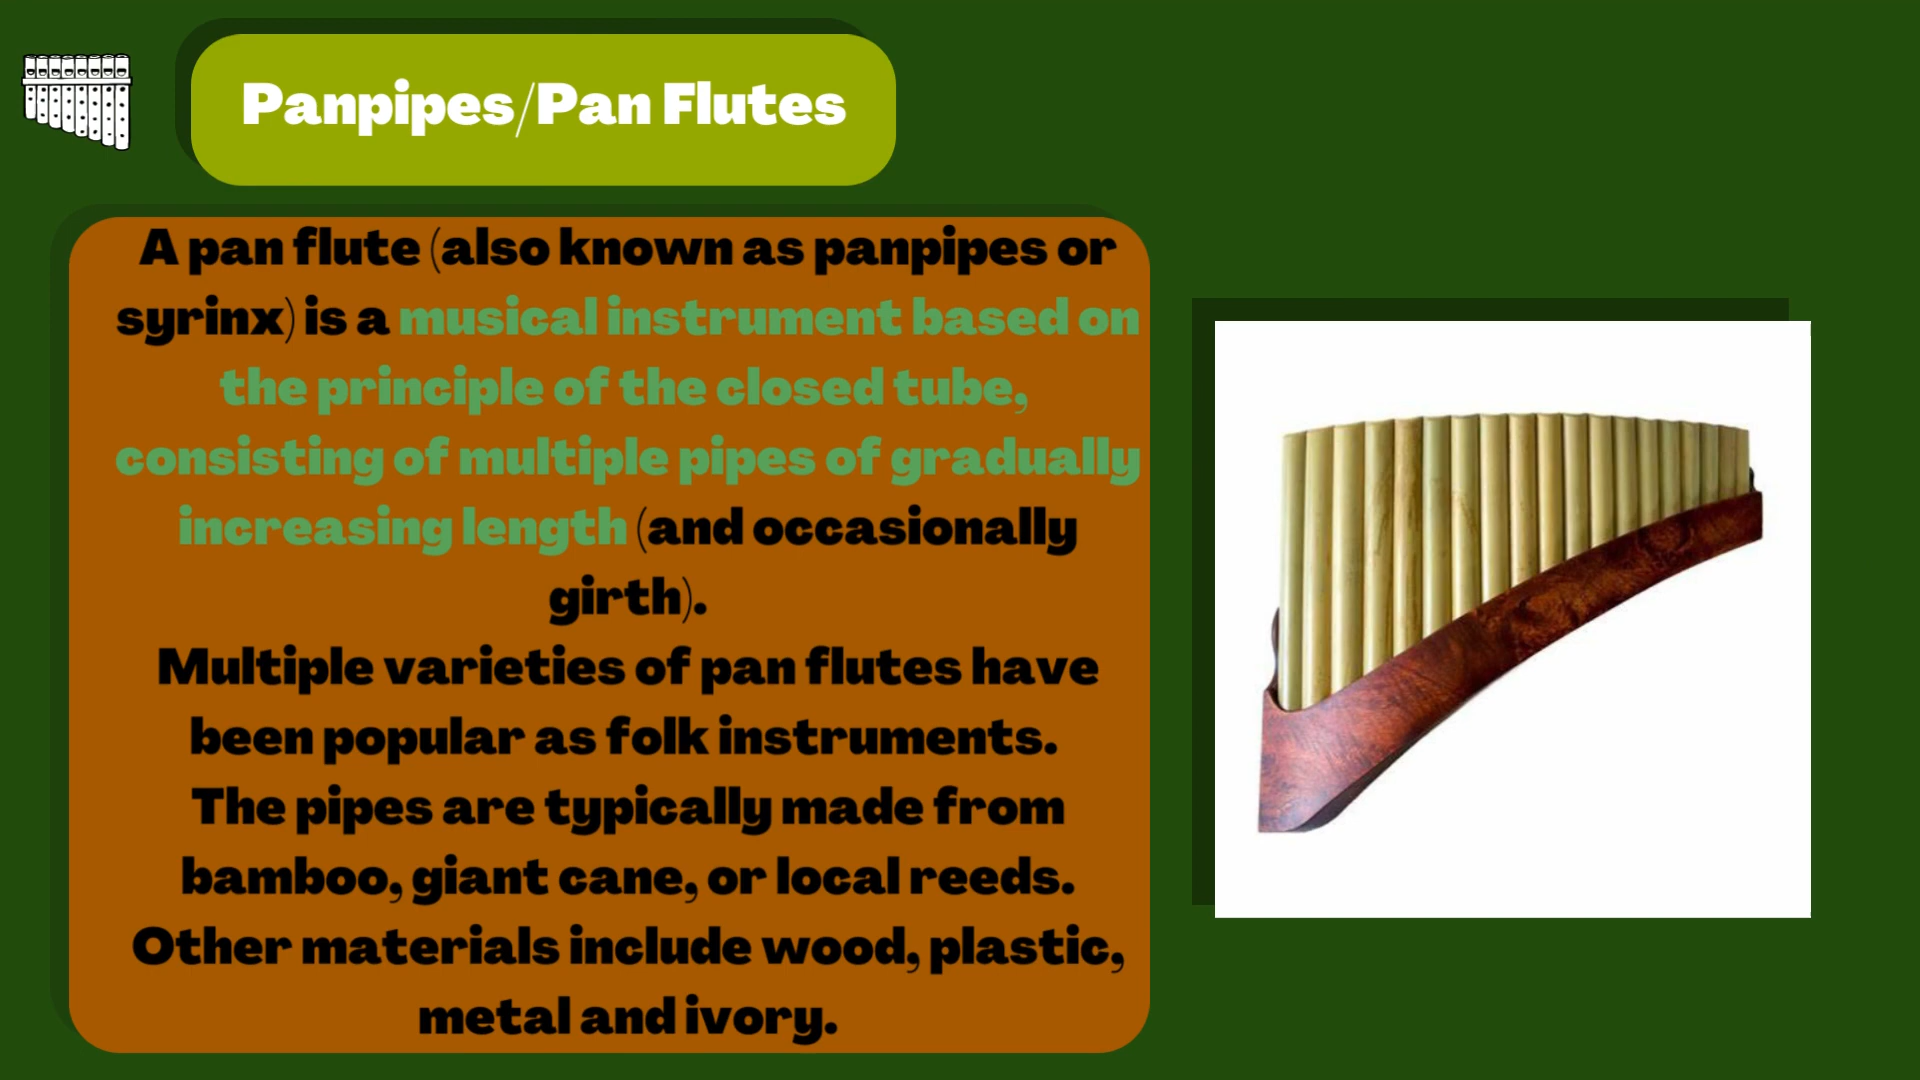 Panpipes/Pan Flutes
A pan flute (also known as panpipes or
syrinx) is a musical instrument based on
the principle of the closed tube,
consisting of multiple pipes of gradually
increasing length (and occasionally
girth).
Multiple varieties of pan flutes have
been popular as folk instruments.
The pipes are typically made from
bamboo, giant cane, or local reeds.
Other materials include wood, plastic,
metal and ivory.